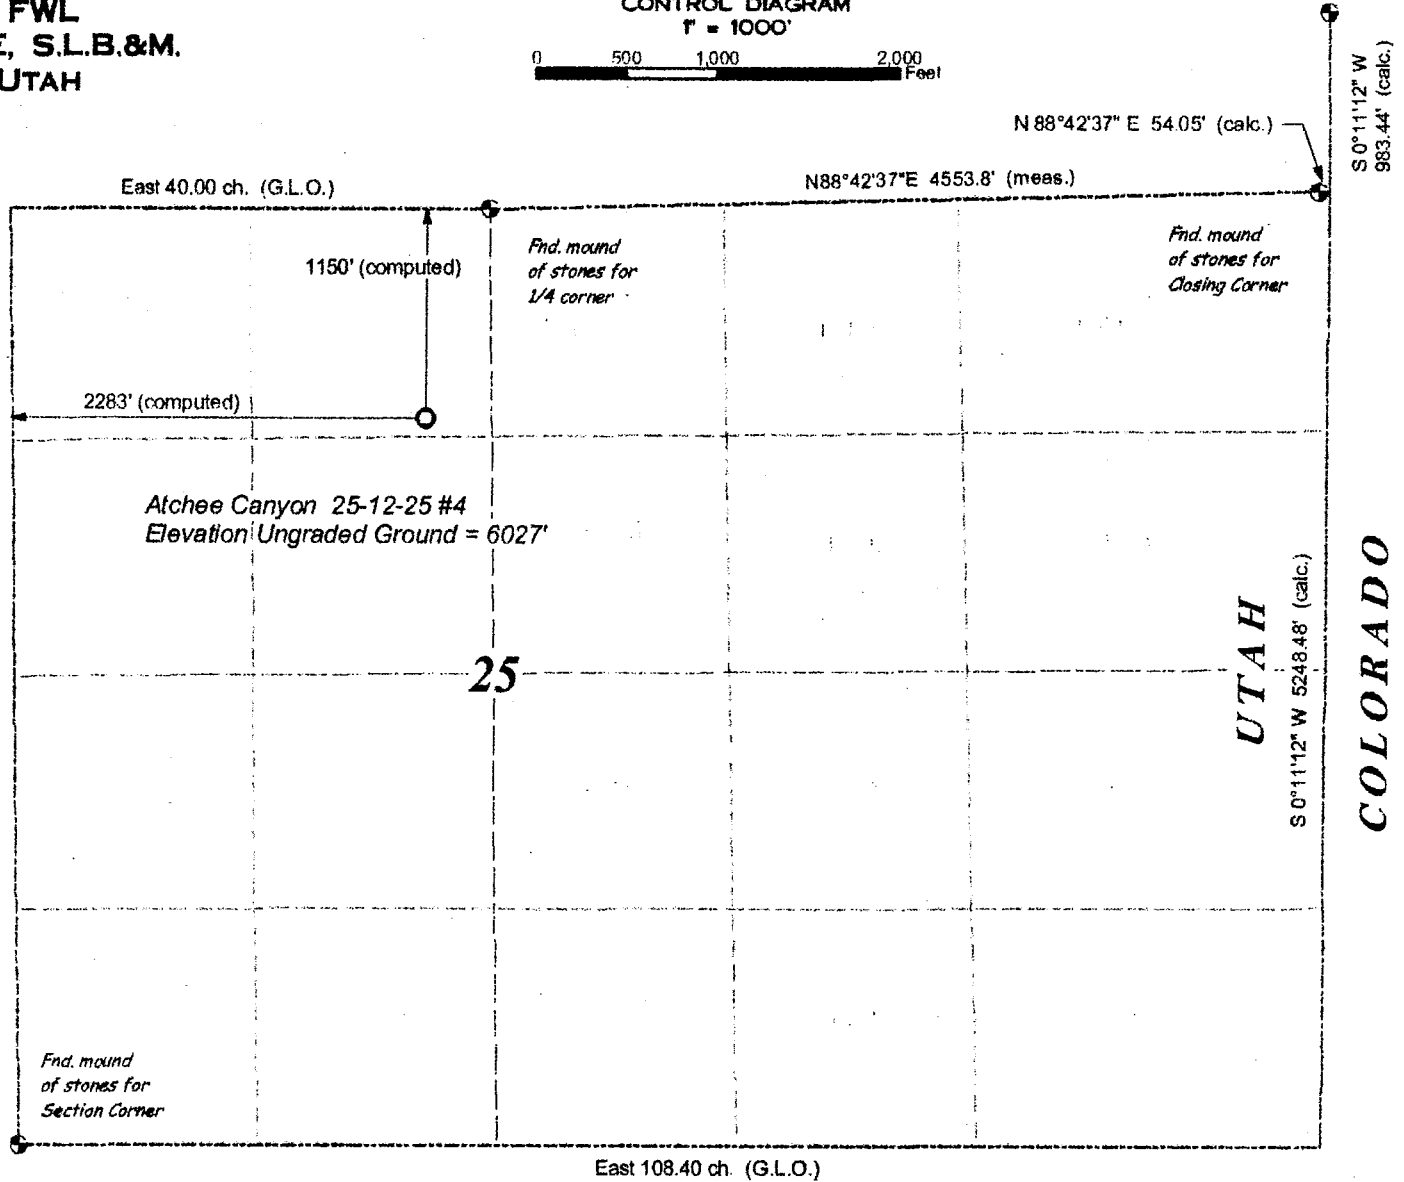 FWL
E, S.L.B.&M.
UTAH
CONTROL DIAGRAM
1" = 1000'
0 500 1,000 2,000
Feet
S 0°11'12" W
983.44' (calc.)
N 88°42'37" E 54.05' (calc.)
East 40.00 ch. (G.L.O.)
N88°42'37"E 4553.8' (meas.)
1150' (computed)
Fnd. mound
of stones for
1/4 corner
Fnd. mound
of stones for
Closing Corner
2283' (computed)
Atchee Canyon 25-12-25 #4
Elevation Ungraded Ground = 6027'
25
UTAH
S 0°11'12" W 5248.48' (calc.)
COLORADO
Fnd. mound
of stones for
Section Corner
East 108.40 ch. (G.L.O.)